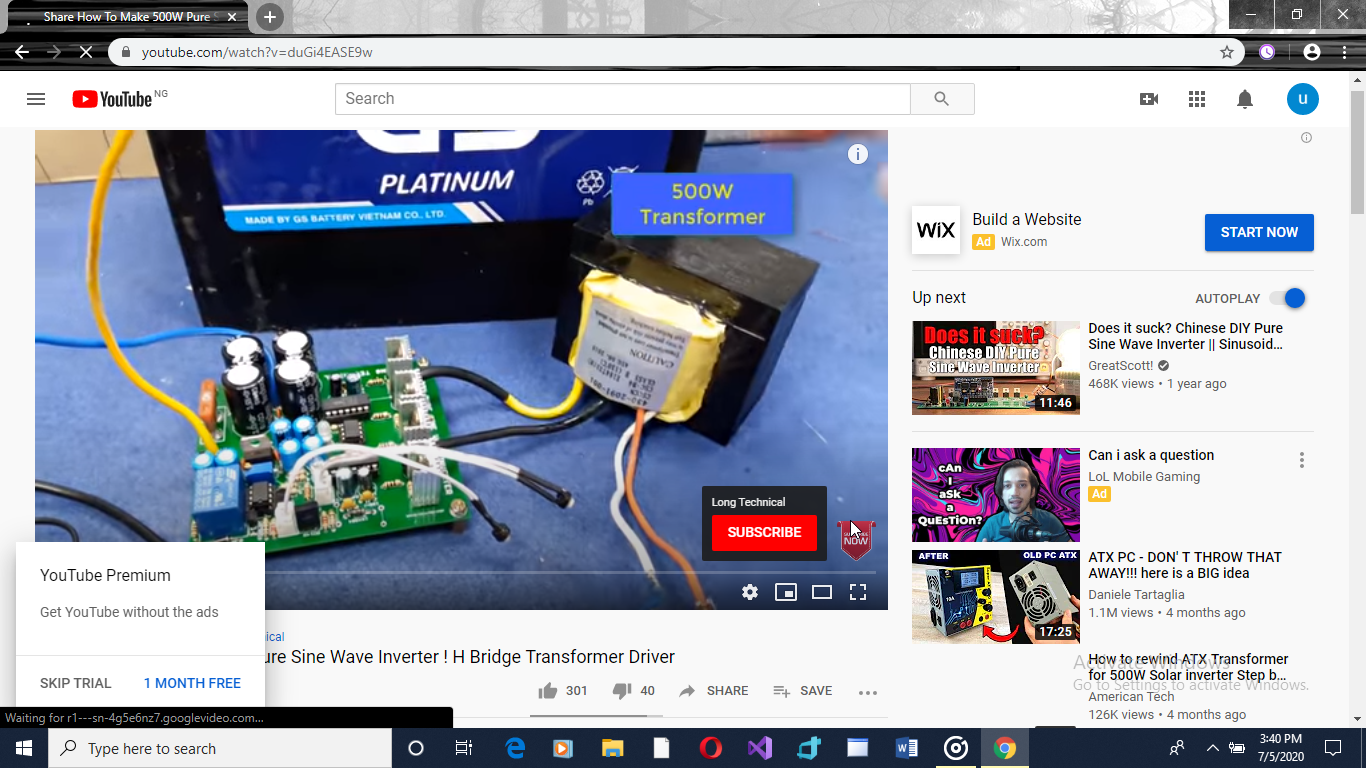 Share How To Make 500W Pure S
youtube.com/watch?v=duGi4EASE9w
YouTube NG
Search
u
PLATINUM
Pb
MADE BY GS BATTERY VIETNAM CO., LTD.
500W
Transformer
CAUTION
Long Technical
SUBSCRIBE
NOW
YouTube Premium
Get YouTube without the ads
SKIP TRIAL
1 MONTH FREE
nical
ure Sine Wave Inverter ! H Bridge Transformer Driver
301
40
SHARE
SAVE
Waiting for r1---sn-4g5e6nz7.googlevideo.com...
WiX
Build a Website
Ad Wix.com
START NOW
Up next
AUTOPLAY
Does it suck?
Chinese DIY Pure
Sine Wave Inverter
11:46
Does it suck? Chinese DIY Pure
Sine Wave Inverter || Sinusoid...
GreatScott!
468K views • 1 year ago
cAn
I
aSk
a
QuEsTiOn?
Can i ask a question
LoL Mobile Gaming
Ad
AFTER
OLD PC ATX
17:25
ATX PC - DON' T THROW THAT
AWAY!!! here is a BIG idea
Daniele Tartaglia
1.1M views • 4 months ago
How to rewind ATX Transformer
for 500W Solar inverter Step b...
American Tech
126K views • 4 months ago
Activate Windows
Go to Settings to activate Windows.
Type here to search
3:40 PM
7/5/2020